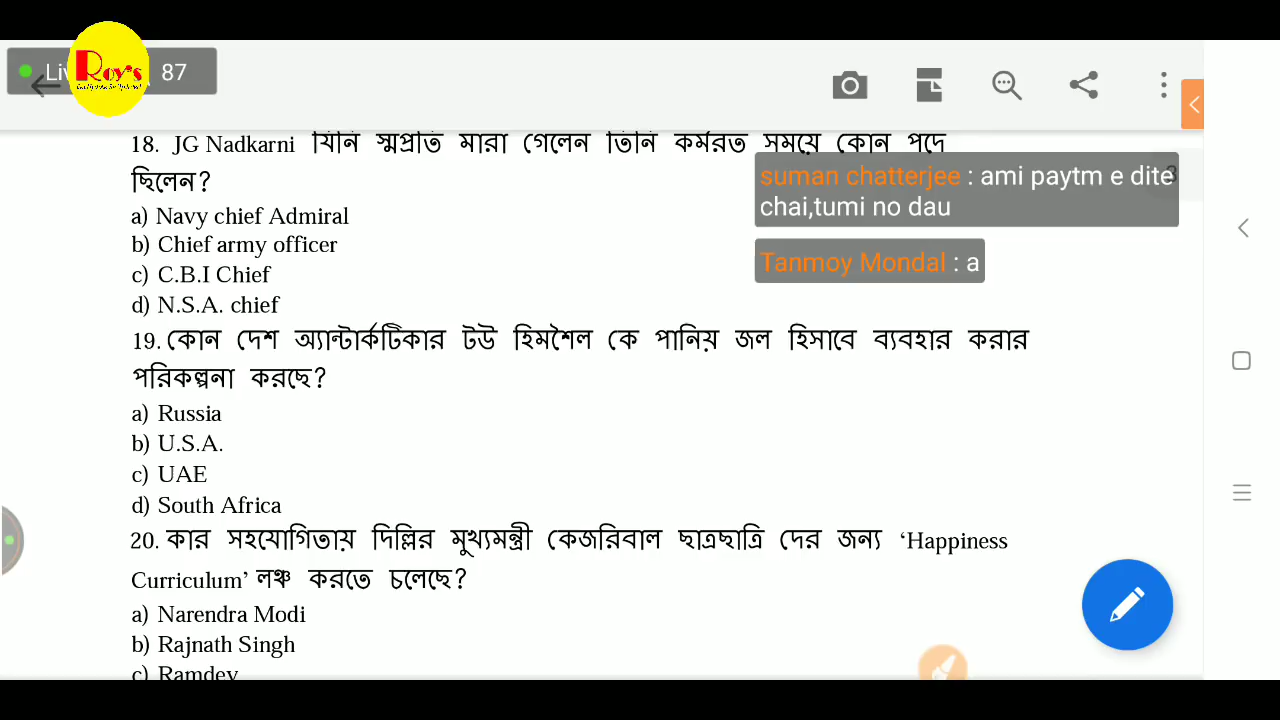 Liv
Roy's
87
18. JG Nadkarni যিনি স্মপ্রতি মারা গেলেন তিনি কর্মরত সময়ে কোন পদে
ছিলেন?
a) Navy chief Admiral
b) Chief army officer
c) C.B.I Chief
d) N.S.A. chief
suman chatterjee : ami paytm e dite
chai,tumi no dau
Tanmoy Mondal : a
3
19. কোন দেশ অ্যান্টার্কটিকার টউ হিমশৈল কে পানিয় জল হিসাবে ব্যবহার করার
পরিকল্পনা করছে?
a) Russia
b) U.S.A.
c) UAE
d) South Africa
20. কার সহযোগিতায় দিল্লির মুখ্যমন্ত্রী কেজরিবাল ছাত্রছাত্রি দের জন্য ‘Happiness
Curriculum’ লঞ্চ করতে চলেছে?
a) Narendra Modi
b) Rajnath Singh
c) Ramdev